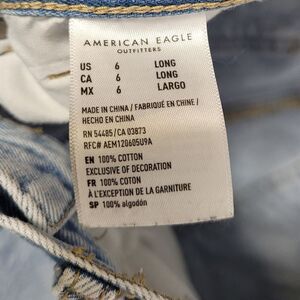 AMERICAN EAGLE
OUTFITTERS
US 6 LONG
CA 6 LONG
MX 6 LARGO
MADE IN CHINA / FABRIQUÉ EN CHINE /
HECHO EN CHINA
RN 54485/CA 03873
RFC# AEM120605U9A
EN 100% COTTON
EXCLUSIVE OF DECORATION
FR 100% COTON
À L'EXCEPTION DE LA GARNITURE
SP 100% algodón